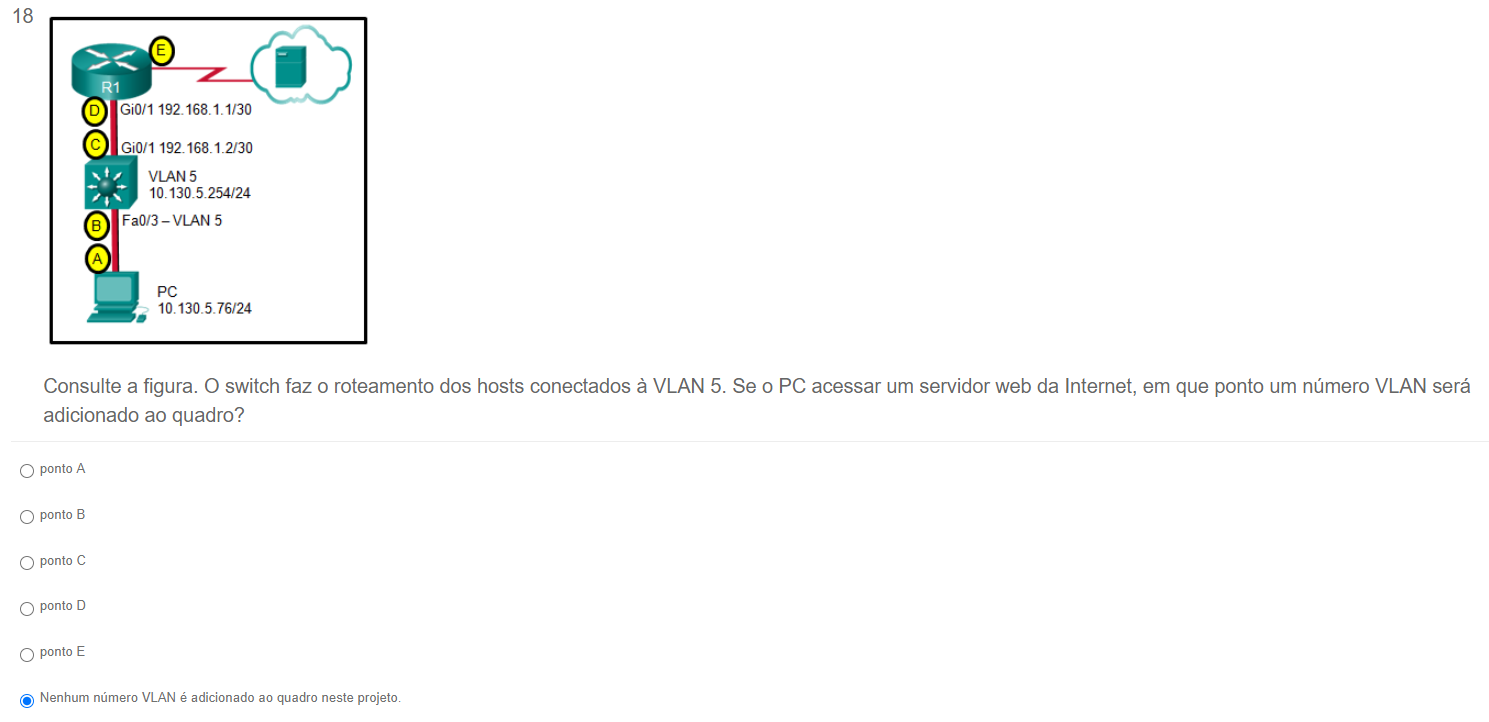 18
E
R1
D Gi0/1 192.168.1.1/30
C Gi0/1 192.168.1.2/30
VLAN 5
10.130.5.254/24
B Fa0/3 – VLAN 5
A
PC
10.130.5.76/24
Consulte a figura. O switch faz o roteamento dos hosts conectados à VLAN 5. Se o PC acessar um servidor web da Internet, em que ponto um número VLAN será
adicionado ao quadro?
ponto A
ponto B
ponto C
ponto D
ponto E
Nenhum número VLAN é adicionado ao quadro neste projeto.